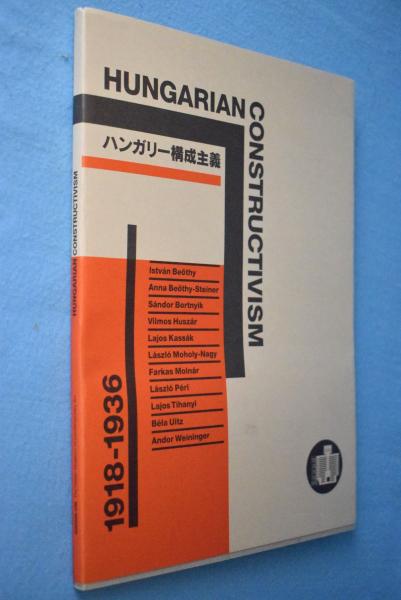 HUNGARIAN
CONSTRUCTIVISM
ハンガリー構成主義
István Beöthy
Anna Beöthy-Steiner
Sándor Bortnyik
Vilmos Huszár
Lajos Kassák
László Moholy-Nagy
Farkas Molnár
László Péri
Lajos Tihanyi
Béla Uitz
Andor Weininger
1918-1936
HUNGARIAN CONSTRUCTIVISM